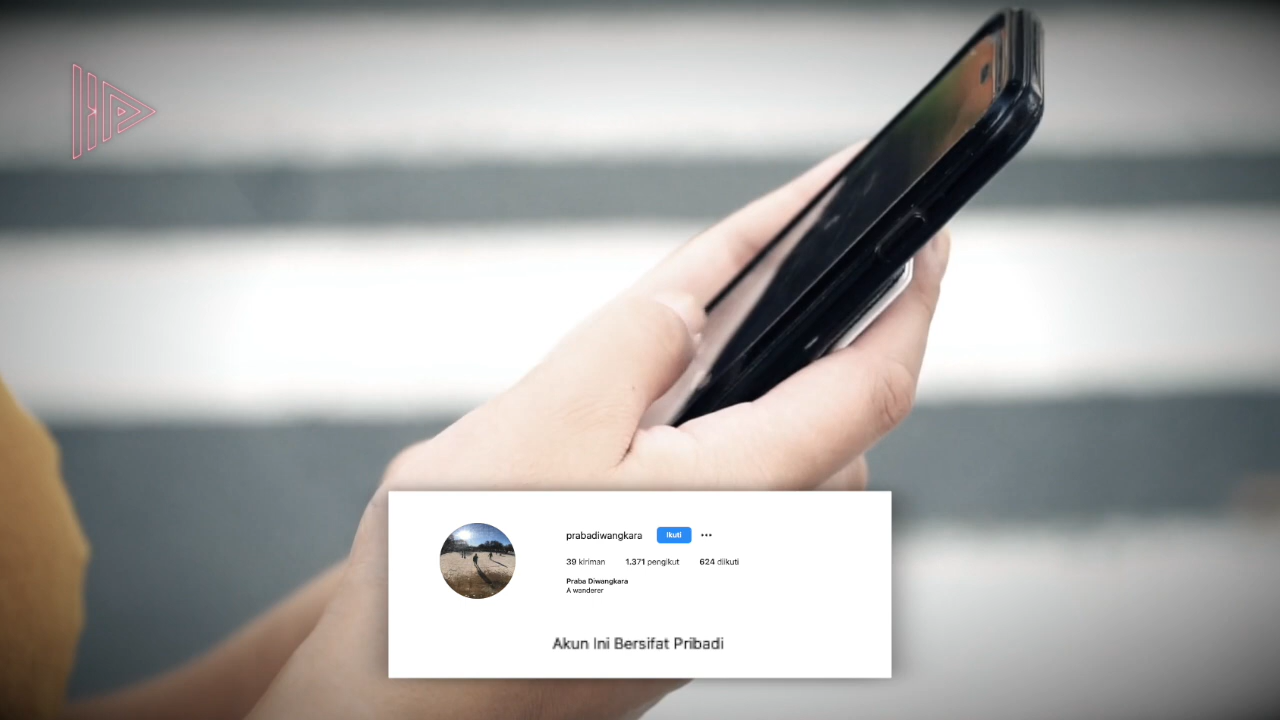 prabadiwangkara Ikuti
39 kiriman 1.371 pengikut 624 diikuti
Praba Diwangkara
A wanderer
Akun Ini Bersifat Pribadi